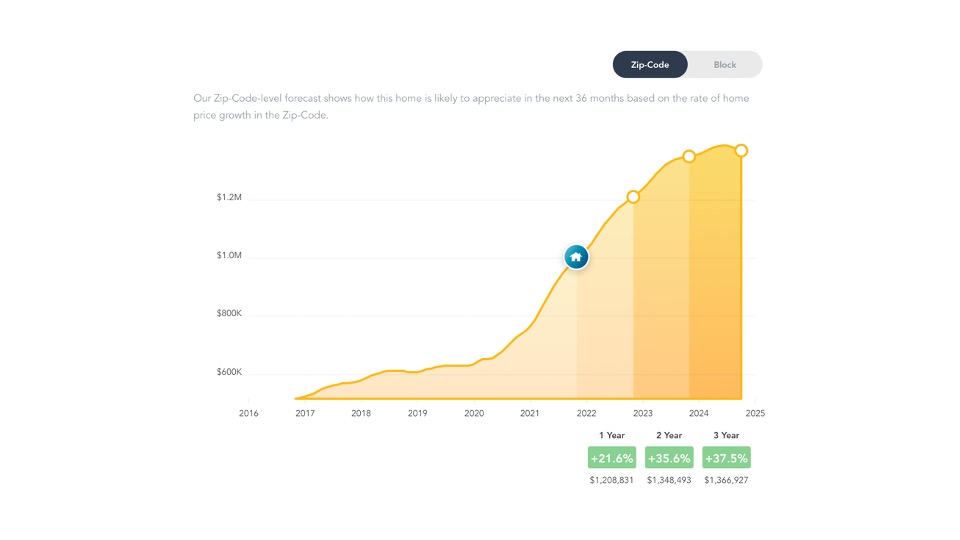 Zip-Code Block
Our Zip-Code-level forecast shows how this home is likely to appreciate in the next 36 months based on the rate of home
price growth in the Zip-Code.
$1.2M
$1.0M
$800K
$600K
2016 2017 2018 2019 2020 2021 2022 2023 2024 2025
1 Year 2 Year 3 Year
+21.6% +35.6% +37.5%
$1,208,831 $1,348,493 $1,366,927